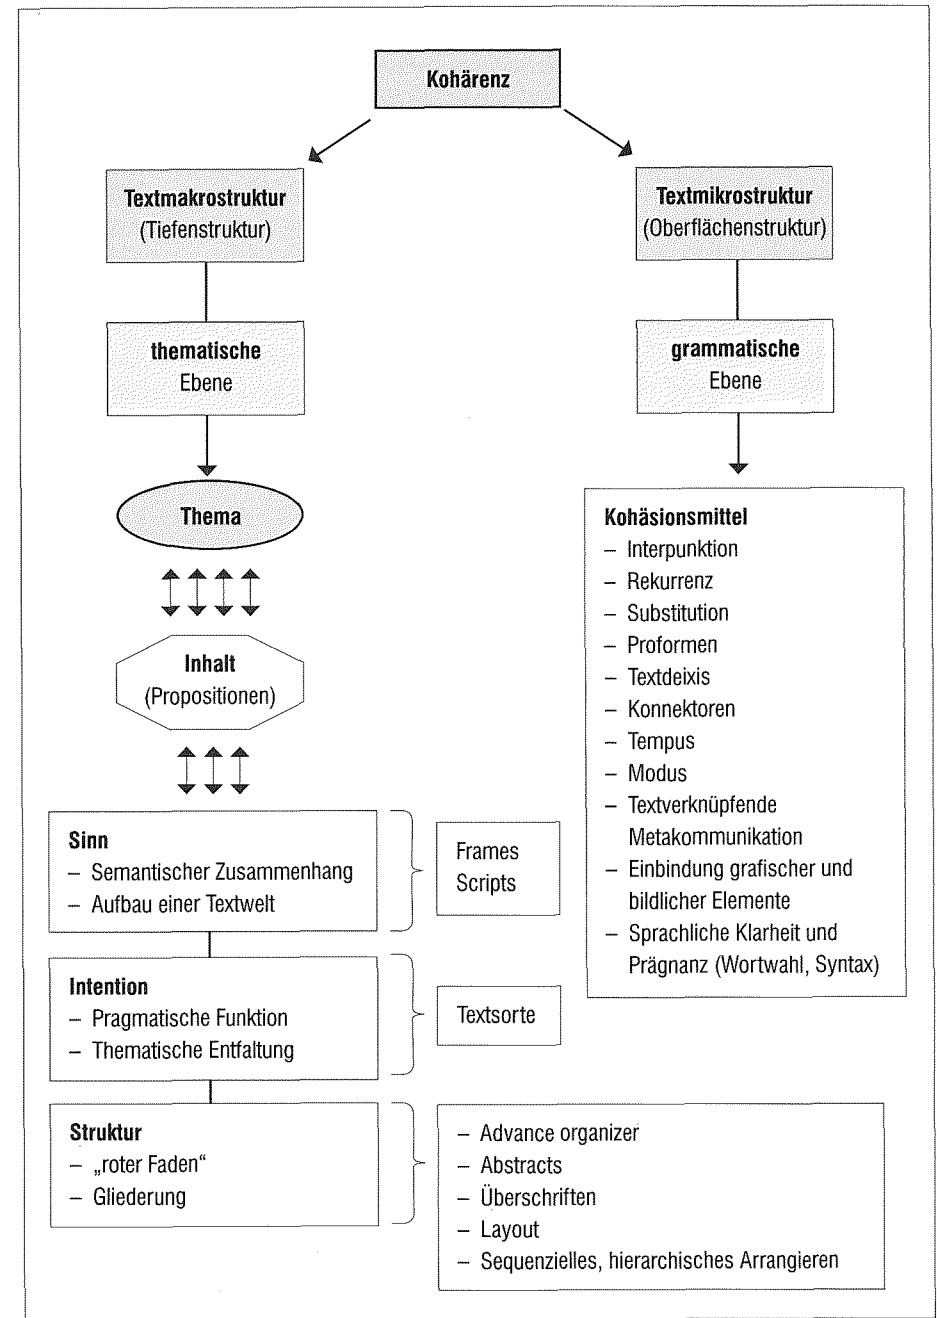 Kohärenz
Textmakrostruktur
(Tiefenstruktur)
thematische
Ebene
Thema
Inhalt
(Propositionen)
Sinn
– Semantischer Zusammenhang
– Aufbau einer Textwelt
Frames
Scripts
Intention
– Pragmatische Funktion
– Thematische Entfaltung
Textsorte
Struktur
– „roter Faden“
– Gliederung
– Advance organizer
– Abstracts
– Überschriften
– Layout
– Sequenzielles, hierarchisches Arrangieren
Textmikrostruktur
(Oberflächenstruktur)
grammatische
Ebene
Kohäsionsmittel
– Interpunktion
– Rekurrenz
– Substitution
– Proformen
– Textdeixis
– Konnektoren
– Tempus
– Modus
– Textverknüpfende
Metakommunikation
– Einbindung grafischer und
bildlicher Elemente
– Sprachliche Klarheit und
Prägnanz (Wortwahl, Syntax)